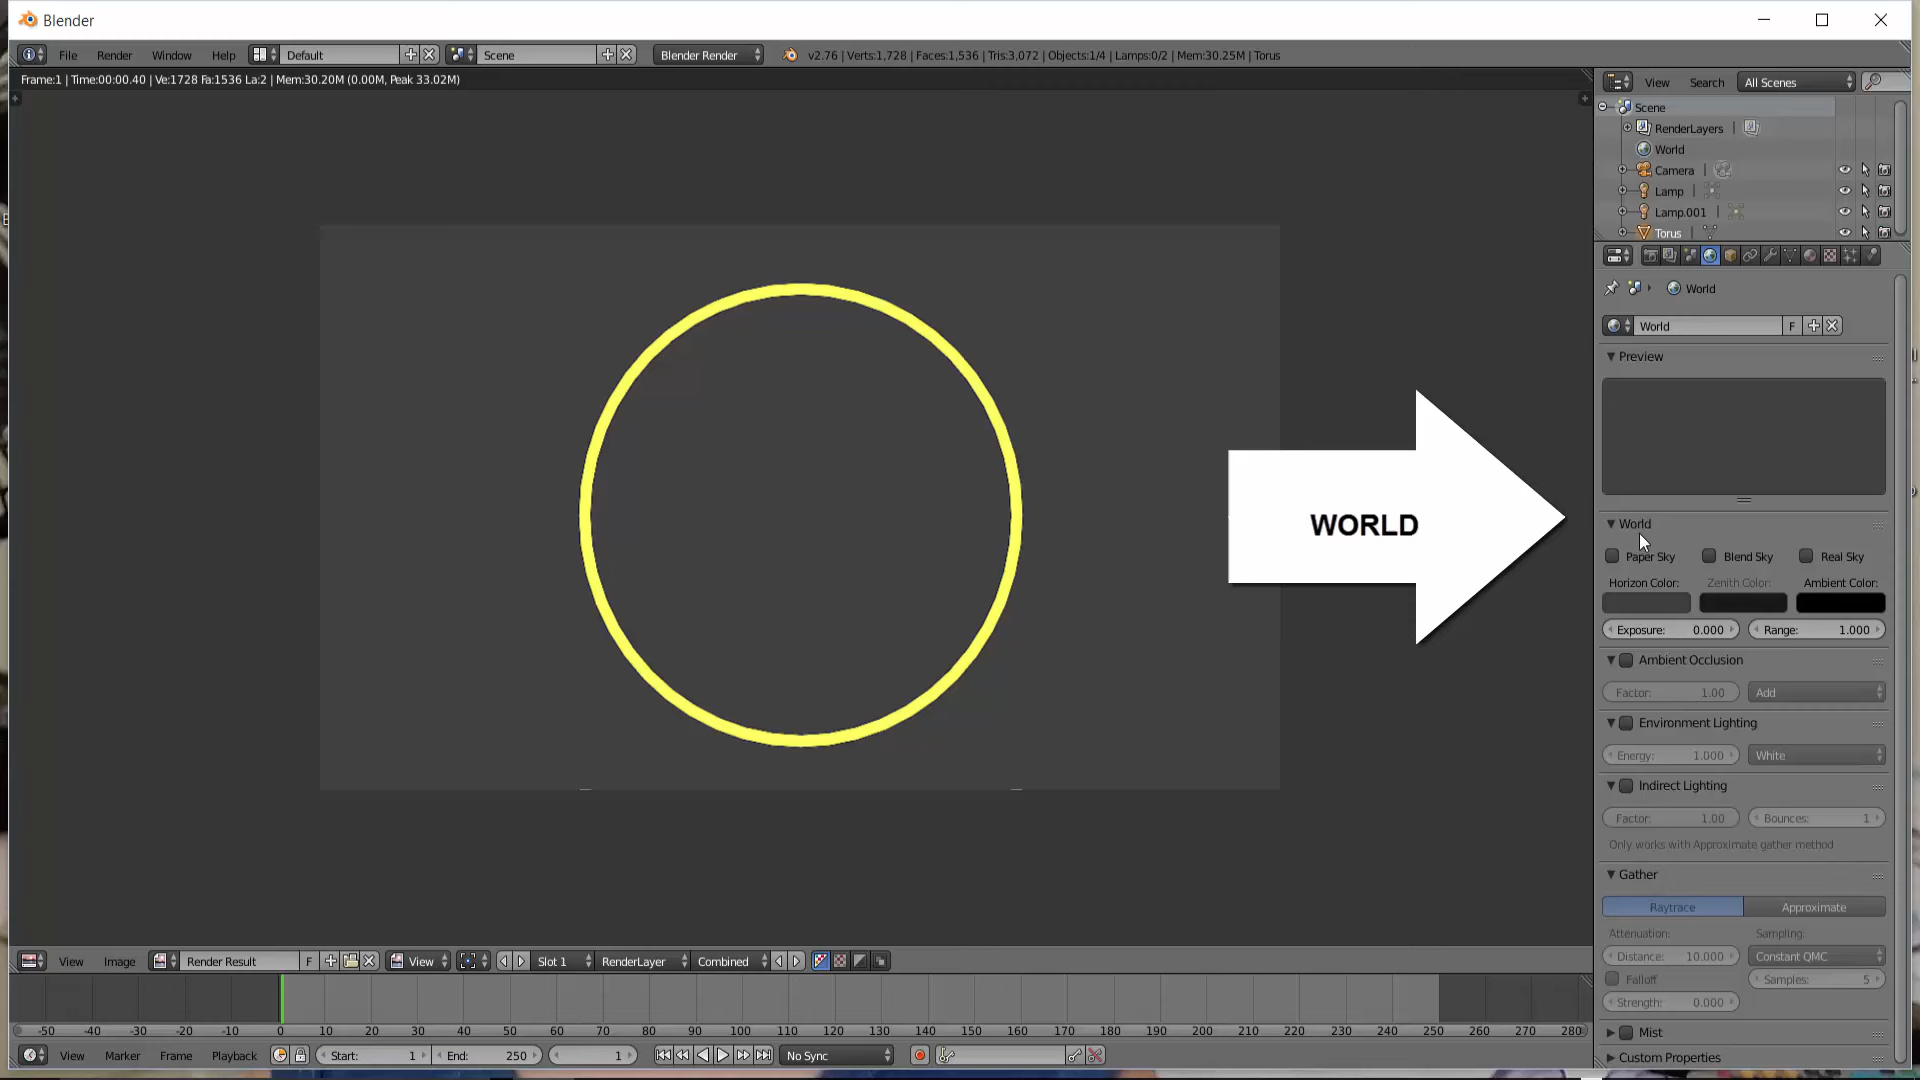 Blender
File Render Window Help Default Scene Blender Render v2.76 | Verts:1,728 | Faces:1,536 | Tris:3,072 | Objects:1/4 | Lamps:0/2 | Mem:30.25M | Torus
Frame:1 | Time:00:00.40 | Ve:1728 Fa:1536 La:2 | Mem:30.20M (0.00M, Peak 33.02M)
View Search All Scenes
Scene
RenderLayers |
World
Camera |
Lamp |
Lamp.001 |
Torus |
World
World F
Preview
WORLD
World
Paper Sky Blend Sky Real Sky
Horizon Color: Zenith Color: Ambient Color:
Exposure: 0.000 Range: 1.000
Ambient Occlusion
Factor: 1.00 Add
Environment Lighting
Energy: 1.000 White
Indirect Lighting
Factor: 1.00 Bounces: 1
Only works with Approximate gather method
Gather
Raytrace Approximate
Attenuation: Sampling:
Distance: 10.000 Constant QMC
Falloff Samples: 5
Strength: 0.000
Mist
Custom Properties
View Image Render Result F View Slot 1 RenderLayer Combined
-50 -40 -30 -20 -10 0 10 20 30 40 50 60 70 80 90 100 110 120 130 140 150 160 170 180 190 200 210 220 230 240 250 260 270 280
View Marker Frame Playback Start: 1 End: 250 1 No Sync